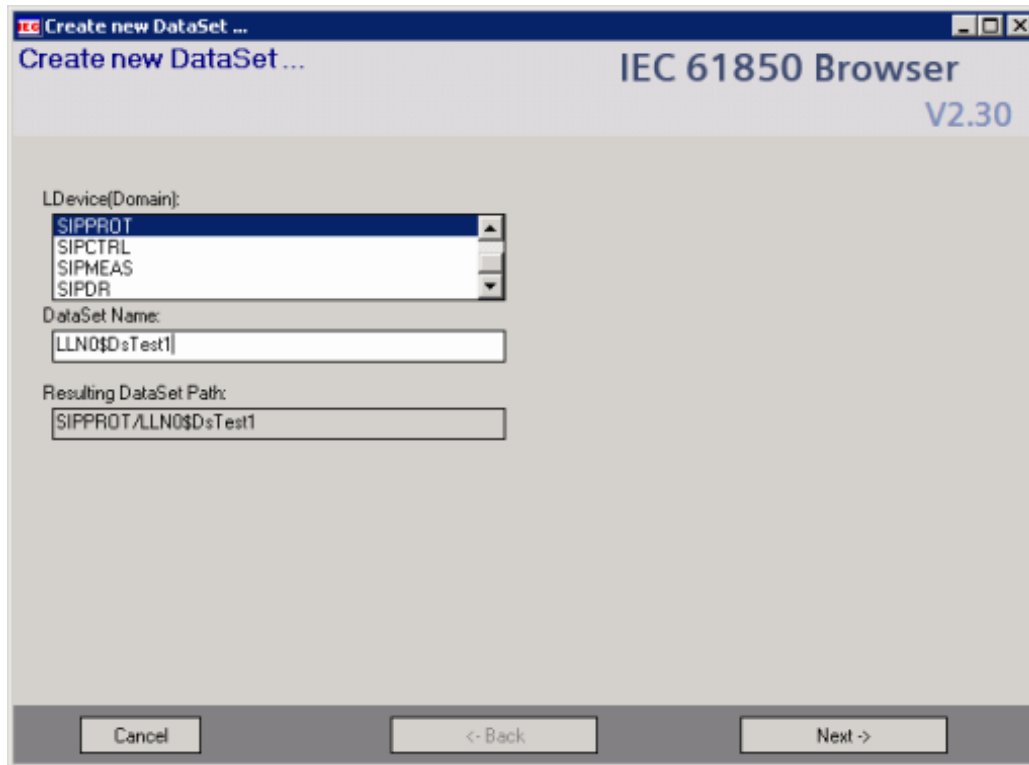 IEC Create new DataSet ...
Create new DataSet ...
IEC 61850 Browser
V2.30
LDevice(Domain):
SIPPROT
SIPCTRL
SIPMEAS
SIPDR
DataSet Name:
LLN0$DsTest1
Resulting DataSet Path:
SIPPROT/LLN0$DsTest1
Cancel
<- Back
Next ->